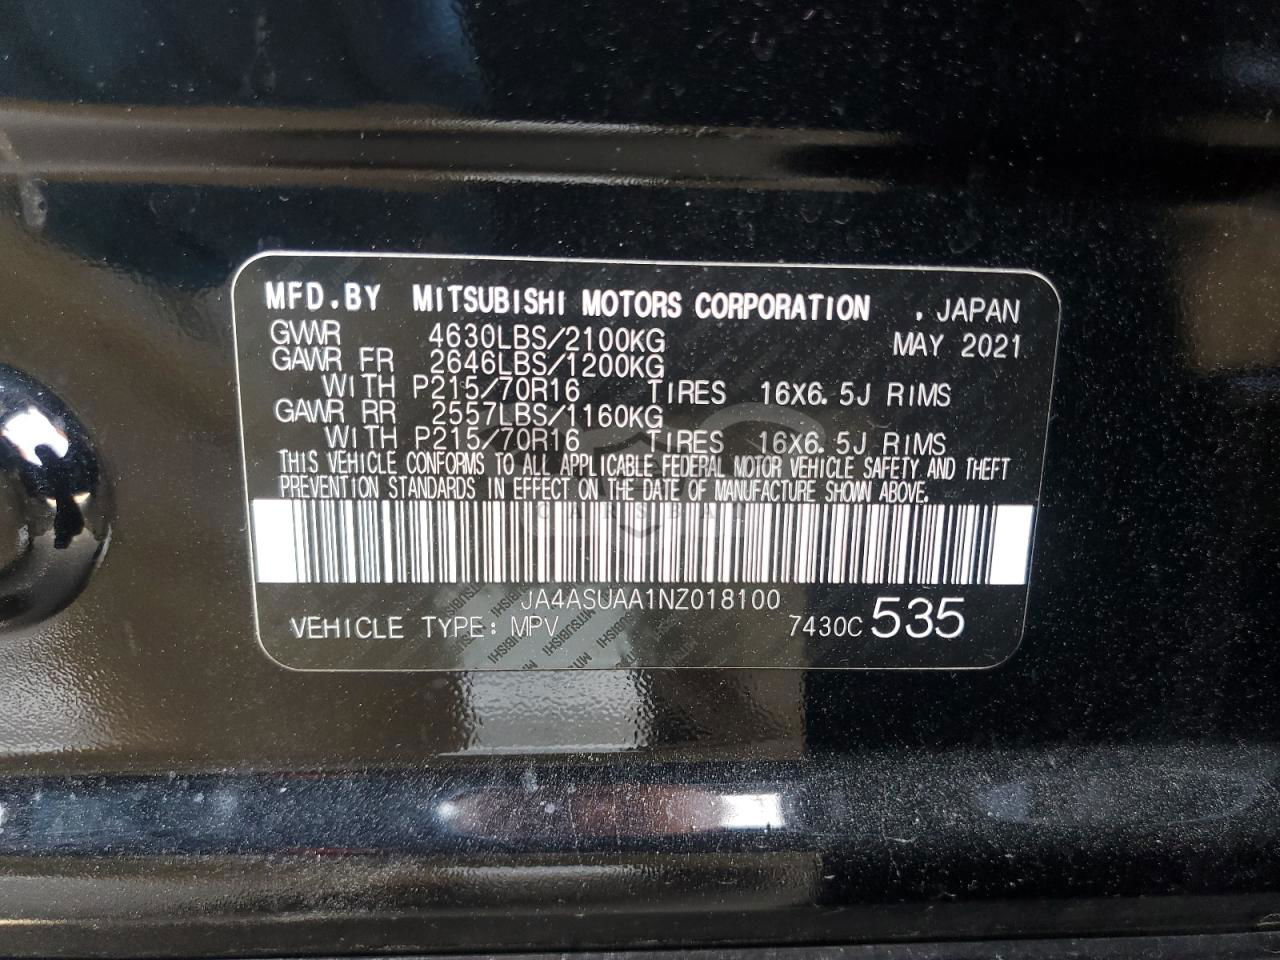 MFD.BY MITSUBISHI MOTORS CORPORATION , JAPAN
GVWR 4630LBS/2100KG MAY 2021
GAWR FR 2646LBS/1200KG
WITH P215/70R16 TIRES 16X6.5J RIMS
GAWR RR 2557LBS/1160KG
WITH P215/70R16 TIRES 16X6.5J RIMS
THIS VEHICLE CONFORMS TO ALL APPLICABLE FEDERAL MOTOR VEHICLE SAFETY AND THEFT
PREVENTION STANDARDS IN EFFECT ON THE DATE OF MANUFACTURE SHOWN ABOVE.
CARSBAT
JA4ASUAA1NZ018100
VEHICLE TYPE: MPV 7430C 535
MITSUBISHI
MITSUBISHI